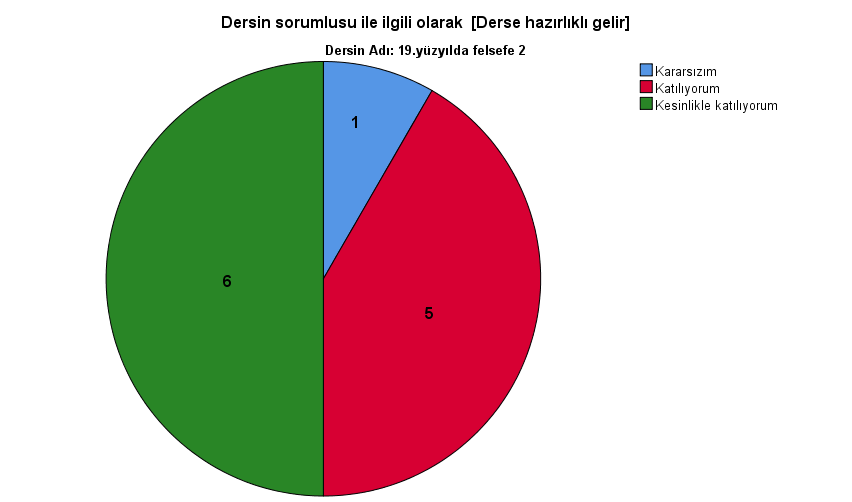 Dersin sorumlusu ile ilgili olarak  [Derse hazırlıklı gelir]
Dersin Adı: 19.yüzyılda felsefe 2
Kararsızım
Katılıyorum
Kesinlikle katılıyorum
1
6
5